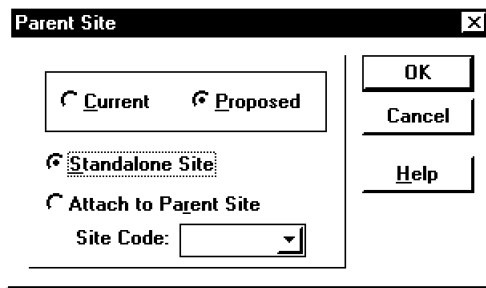 Parent Site
Current Proposed
Standalone Site
Attach to Parent Site
Site Code:
OK
Cancel
Help